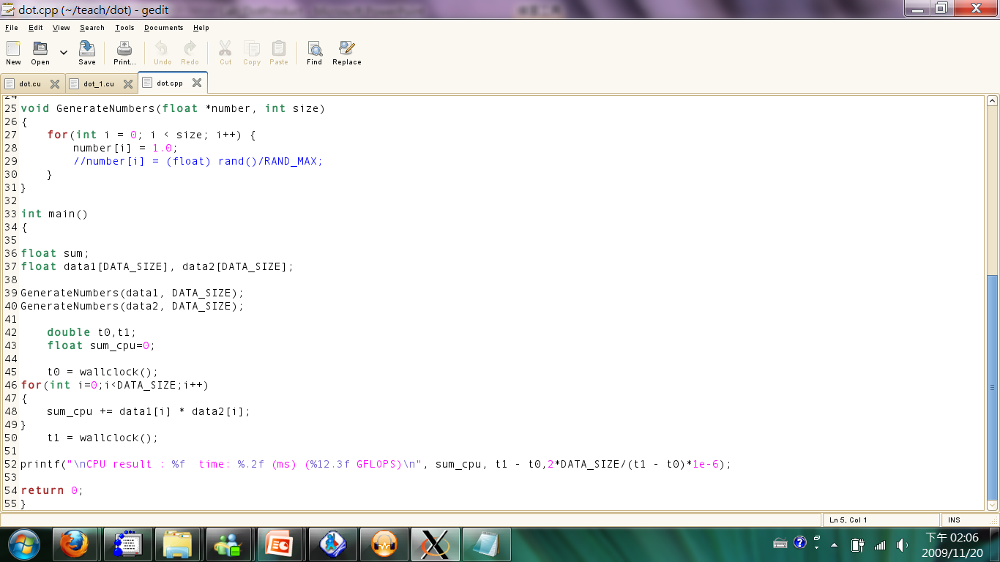 dot.cpp (~/teach/dot) - gedit
File Edit View Search Tools Documents Help
New Open Save Print... Undo Redo Cut Copy Paste Find Replace
dot.cu dot_1.cu dot.cpp
24
25 void GenerateNumbers(float *number, int size)
26 {
27     for(int i = 0; i < size; i++) {
28         number[i] = 1.0;
29         //number[i] = (float) rand()/RAND_MAX;
30     }
31 }
32
33 int main()
34 {
35
36 float sum;
37 float data1[DATA_SIZE], data2[DATA_SIZE];
38
39 GenerateNumbers(data1, DATA_SIZE);
40 GenerateNumbers(data2, DATA_SIZE);
41
42     double t0,t1;
43     float sum_cpu=0;
44
45     t0 = wallclock();
46 for(int i=0;i<DATA_SIZE;i++)
47 {
48     sum_cpu += data1[i] * data2[i];
49 }
50     t1 = wallclock();
51
52 printf("\nCPU result : %f  time: %.2f (ms) (%12.3f GFLOPS)\n", sum_cpu, t1 - t0,2*DATA_SIZE/(t1 - t0)*1e-6);
53
54 return 0;
55 }
Ln 5, Col 1 INS
下午 02:06
2009/11/20